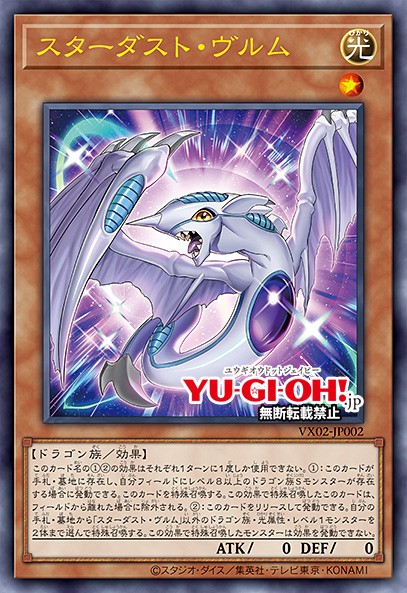 スターダスト・ヴルム
ひかり
光
ユウギオウドットジェイピー
YU-GI-OH!.jp
無断転載禁止
VX02-JP002
【ドラゴン族／効果】
このカード名の①②の効果はそれぞれ1ターンに1度しか使用できない。①：このカードが
手札・墓地に存在し、自分フィールドにレベル8以上のドラゴン族Sモンスターが存在
する場合に発動できる。このカードを特殊召喚する。この効果で特殊召喚したこのカードは、
フィールドから離れた場合に除外される。②：このカードをリリースして発動できる。自分の
手札・墓地から「スターダスト・ヴルム」以外のドラゴン族・光属性・レベル1モンスターを
2体まで選んで特殊召喚する。この効果で特殊召喚したモンスターは効果を発動できない。
ATK/ 0 DEF/ 0
©スタジオ・ダイス／集英社・テレビ東京・KONAMI